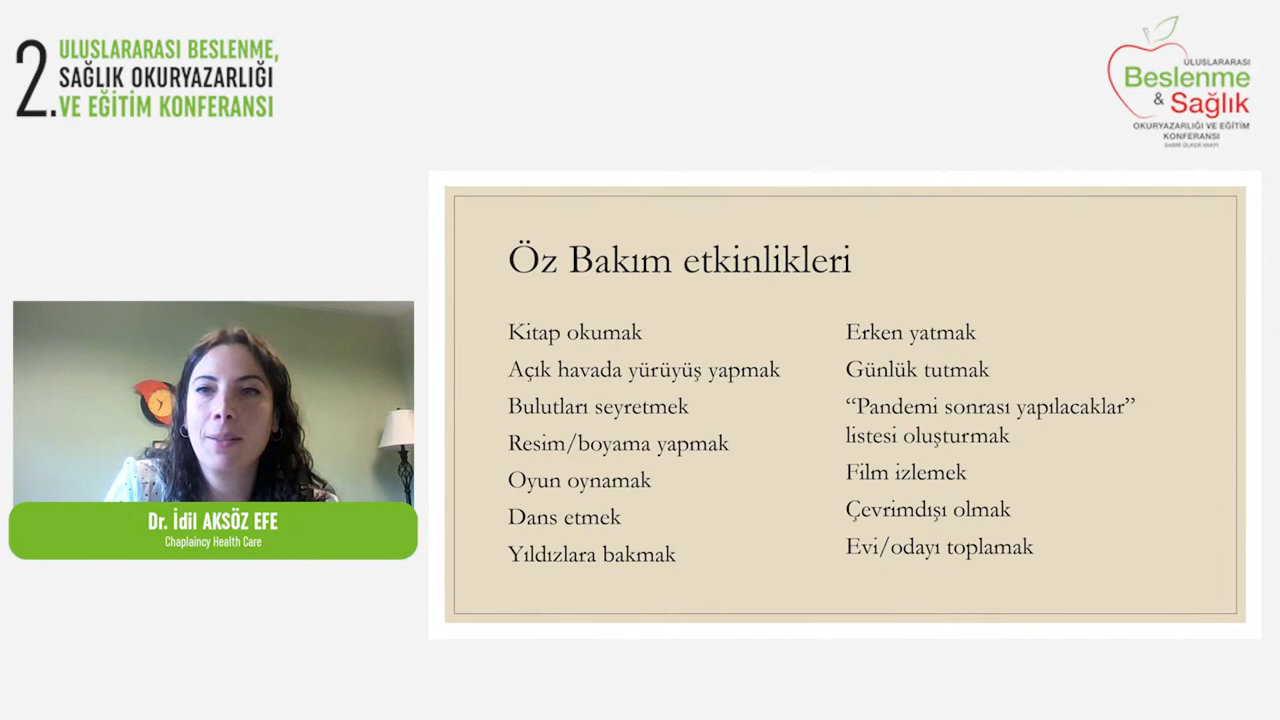 2. ULUSLARARASI BESLENME,
SAĞLIK OKURYAZARLIĞI
VE EĞİTİM KONFERANSI
ULUSLARARASI
Beslenme
& Sağlık
OKURYAZARLIĞI VE EĞİTİM
KONFERANSI
SABRİ ÜLKER VAKFI
Öz Bakım etkinlikleri
Kitap okumak
Açık havada yürüyüş yapmak
Bulutları seyretmek
Resim/boyama yapmak
Oyun oynamak
Dans etmek
Yıldızlara bakmak
Erken yatmak
Günlük tutmak
“Pandemi sonrası yapılacaklar”
listesi oluşturmak
Film izlemek
Çevrimdışı olmak
Evi/odayı toplamak
Dr. İdil AKSÖZ EFE
Chaplaincy Health Care